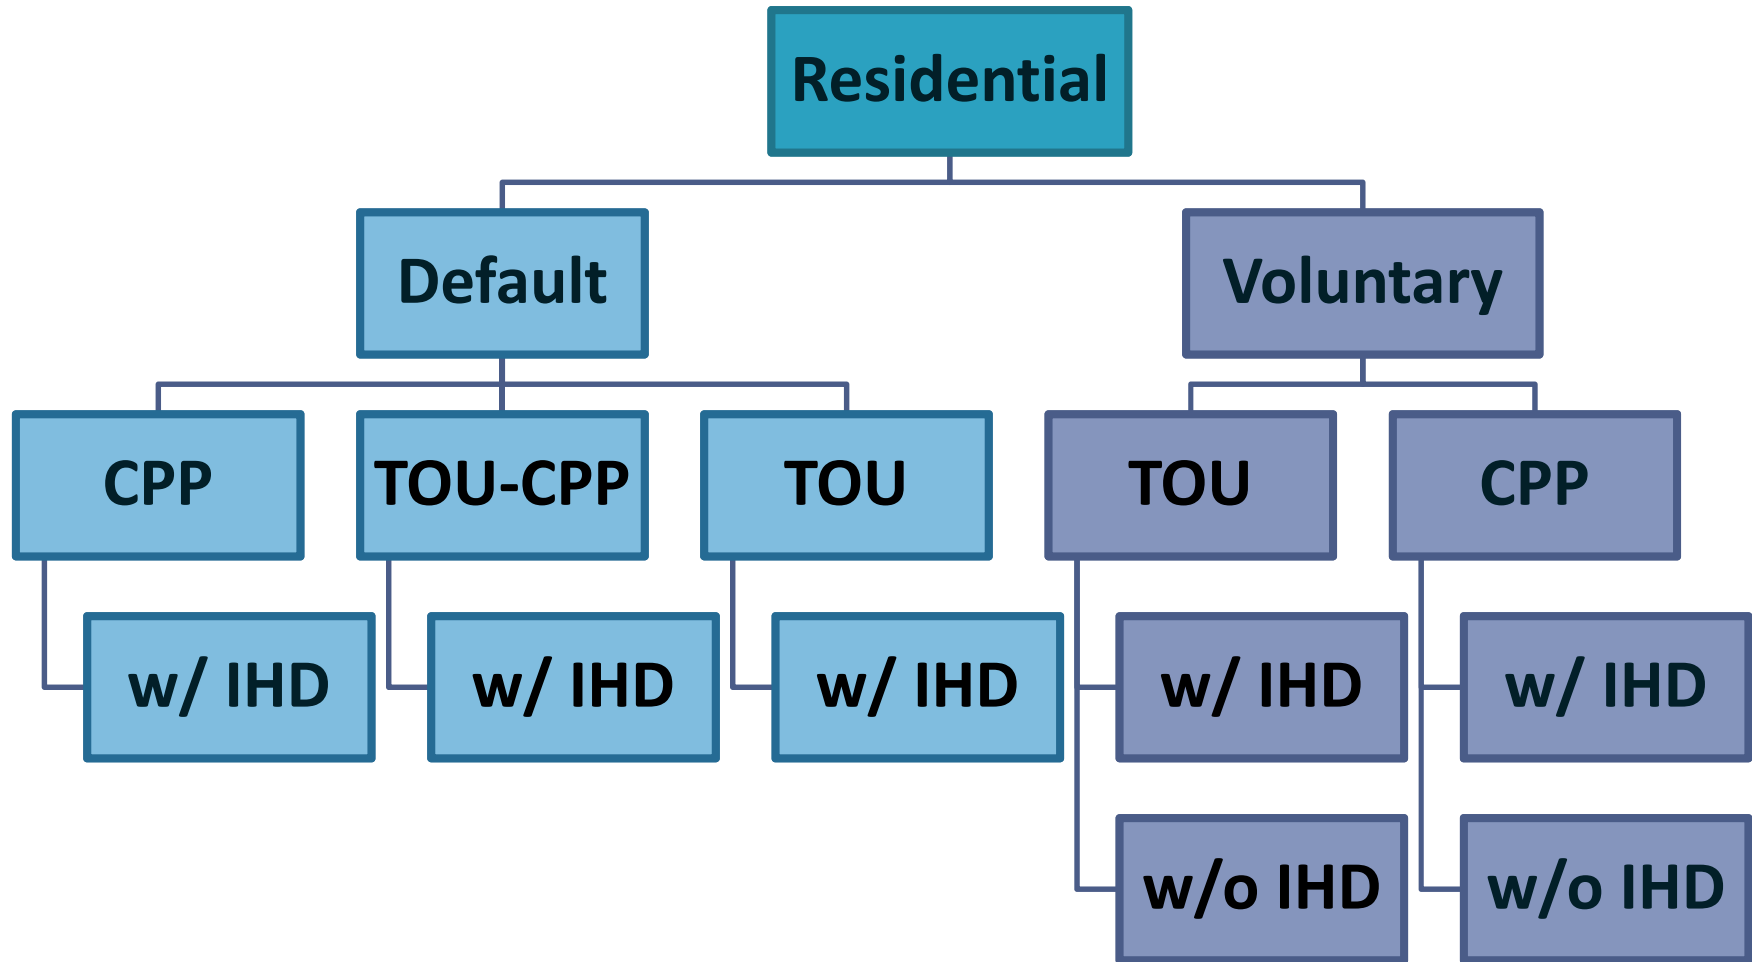 Residential
Default
Voluntary
CPP
TOU-CPP
TOU
TOU
CPP
w/ IHD
w/ IHD
w/ IHD
w/ IHD
w/ IHD
w/o IHD
w/o IHD